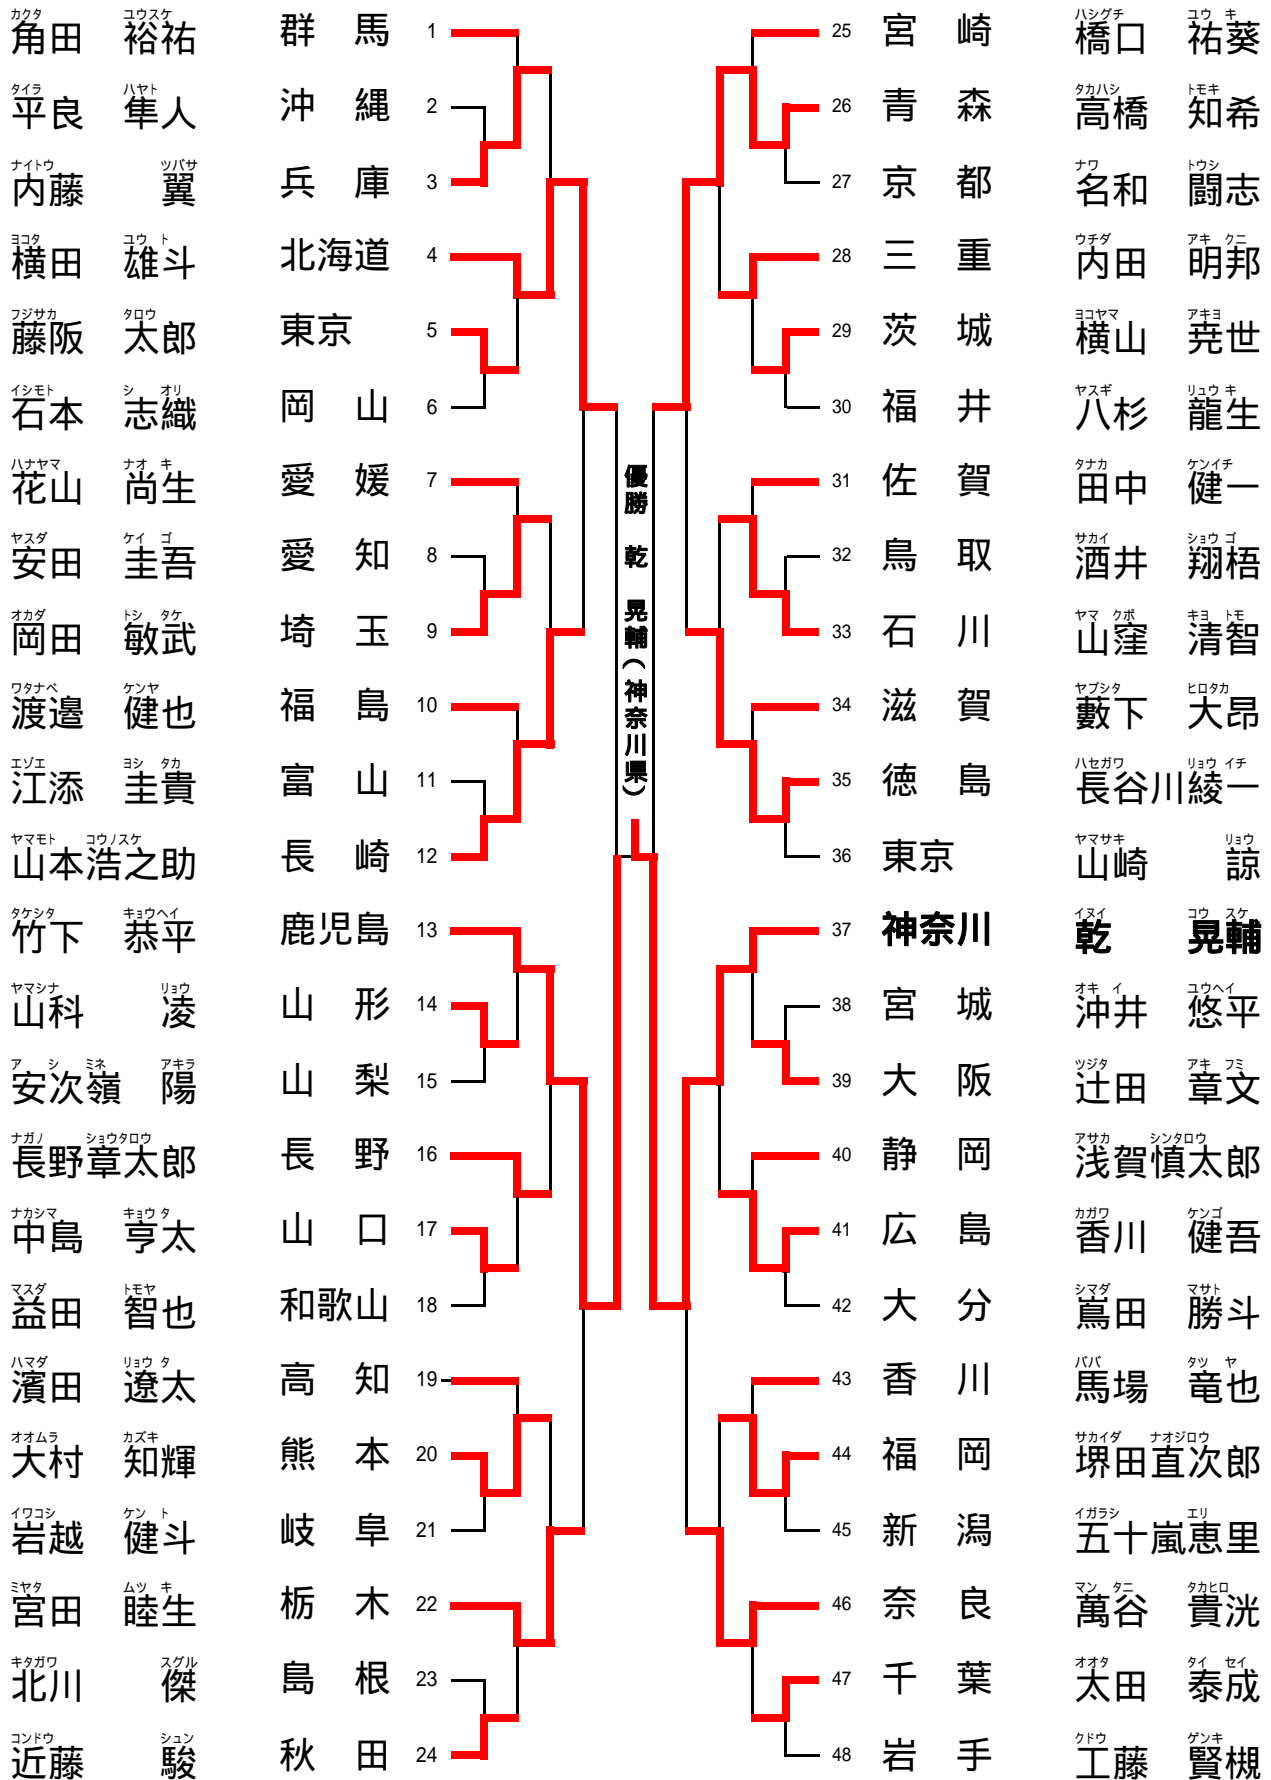 カクタ ユウスケ
角田 裕祐 群馬 1
タイラ ハヤト
平良 隼人 沖縄 2
ナイトウ ツバサ
内藤 翼 兵庫 3
ヨコタ ユウト
横田 雄斗 北海道 4
フジサカ タロウ
藤阪 太郎 東京 5
イシモト シオリ
石本 志織 岡山 6
ハナヤマ ナオキ
花山 尚生 愛媛 7
ヤスダ ケイゴ
安田 圭吾 愛知 8
オカダ トシタケ
岡田 敏武 埼玉 9
ワタナベ ケンヤ
渡邉 健也 福島 10
エゾエ ヨシタカ
江添 圭貴 富山 11
ヤマモト コウノスケ
山本浩之助 長崎 12
タケシタ キョウヘイ
竹下 恭平 鹿児島 13
ヤマシナ リョウ
山科 凌 山形 14
アシミネ アキラ
安次嶺 陽 山梨 15
ナガノ ショウタロウ
長野章太郎 長野 16
ナカシマ キョウタ
中島 亨太 山口 17
マスダ トモヤ
益田 智也 和歌山 18
ハマダ リョウタ
濱田 遼太 高知 19
オオムラ カズキ
大村 知輝 熊本 20
イワコシ ケント
岩越 健斗 岐阜 21
ミヤタ ムツキ
宮田 睦生 栃木 22
キタガワ スグル
北川 傑 島根 23
コンドウ シュン
近藤 駿 秋田 24
優勝 乾 晃輔(神奈川県)
ハシグチ ユウキ
25 宮崎 橋口 祐葵
タカハシ トモキ
26 青森 高橋 知希
ナワ トウシ
27 京都 名和 闘志
ウチダ アキクニ
28 三重 内田 明邦
ヨコヤマ アキヨ
29 茨城 横山 尭世
ヤスギ リュウキ
30 福井 八杉 龍生
タナカ ケンイチ
31 佐賀 田中 健一
サカイ ショウゴ
32 鳥取 酒井 翔梧
ヤマクボ キヨトモ
33 石川 山窪 清智
ヤブシタ ヒロタカ
34 滋賀 藪下 大昂
ハセガワ リョウイチ
35 徳島 長谷川綾一
ヤマサキ リョウ
36 東京 山崎 諒
イヌイ コウスケ
37 神奈川 乾 晃輔
オキイ ユウヘイ
38 宮城 沖井 悠平
ツジタ アキフミ
39 大阪 辻田 章文
アサカ シンタロウ
40 静岡 浅賀慎太郎
カガワ ケンゴ
41 広島 香川 健吾
シマダ マサト
42 大分 嶌田 勝斗
ババ タツヤ
43 香川 馬場 竜也
サカイダ ナオジロウ
44 福岡 堺田直次郎
イガラシ エリ
45 新潟 五十嵐恵里
マンタニ タカヒロ
46 奈良 萬谷 貴洸
オオタ タイセイ
47 千葉 太田 泰成
クドウ ゲンキ
48 岩手 工藤 賢槻